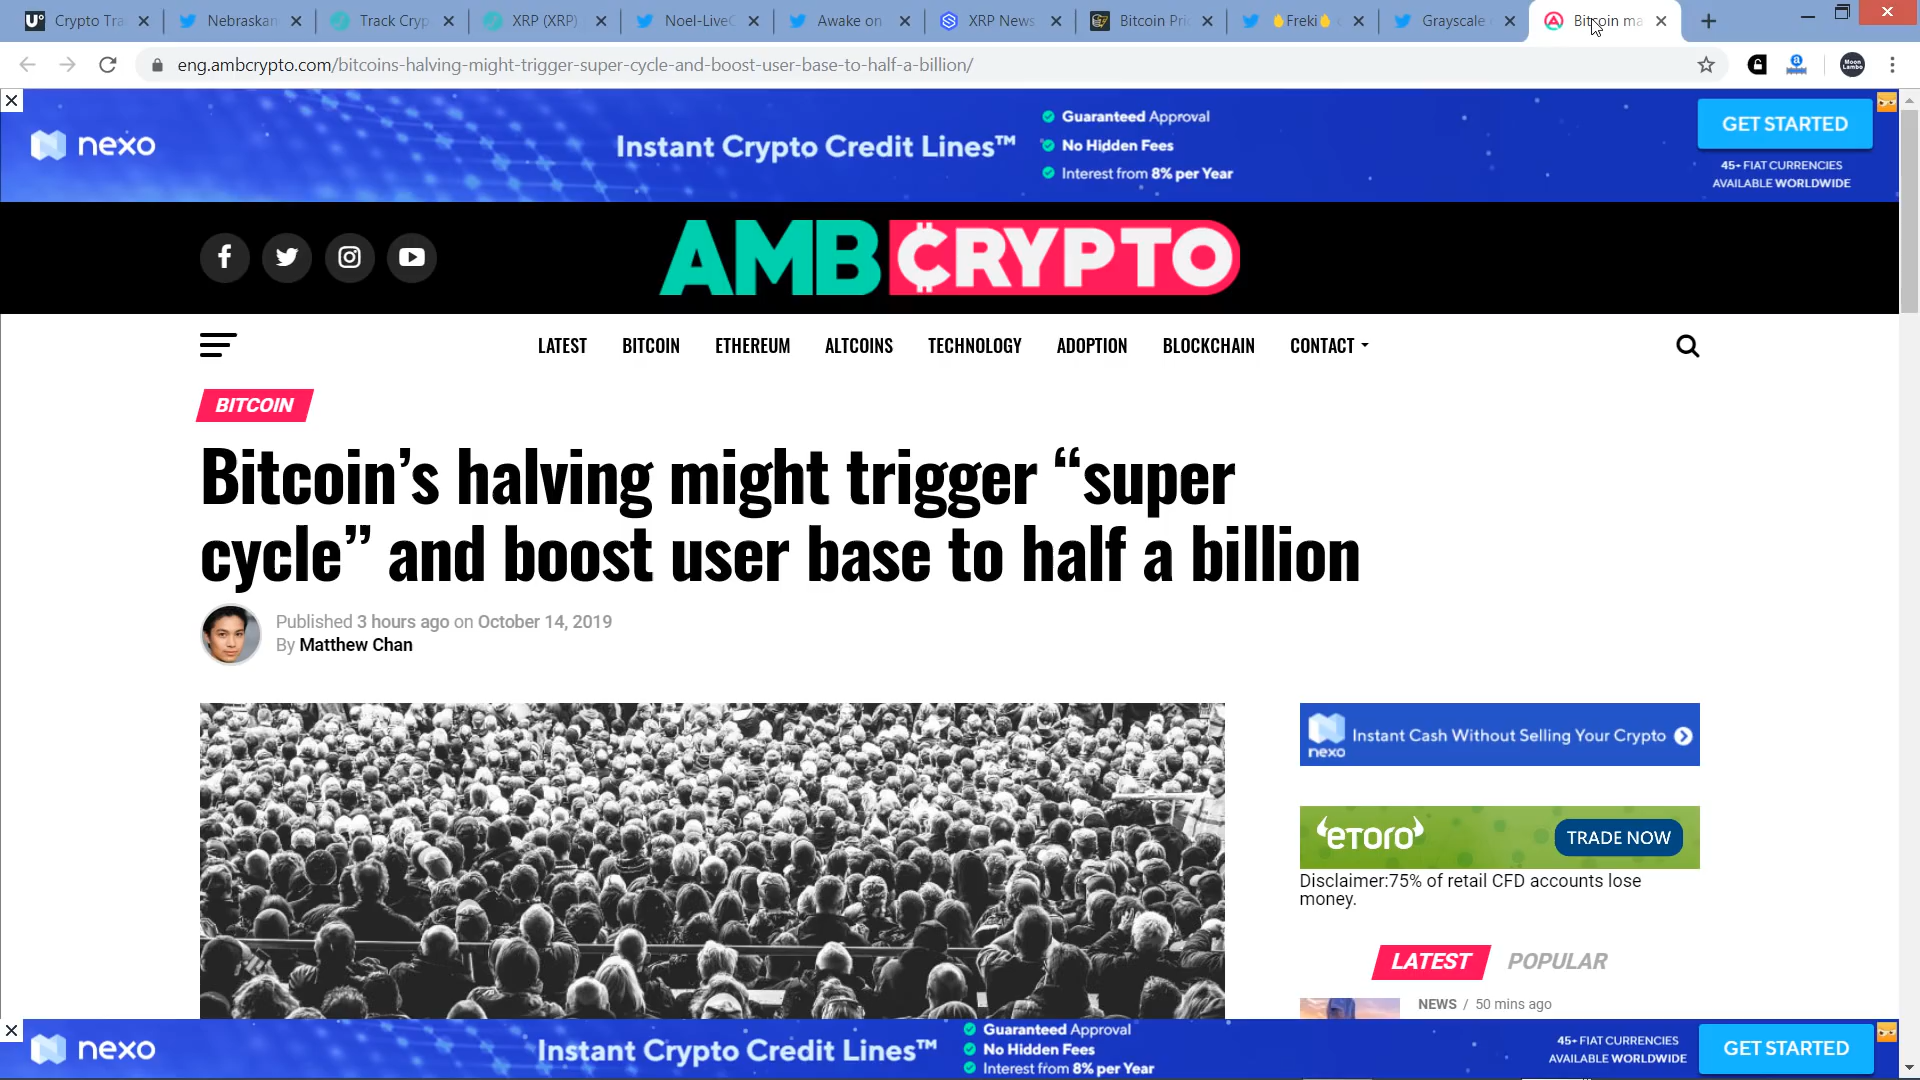 Crypto Tra
Nebraskan
Track Cryp
XRP (XRP)
Noel-LiveC
Awake on
XRP News
Bitcoin Pric
Freki
Grayscale
Bitcoin ma
eng.ambcrypto.com/bitcoins-halving-might-trigger-super-cycle-and-boost-user-base-to-half-a-billion/
Moon
Lambo
nexo
Instant Crypto Credit Lines™
Guaranteed Approval
No Hidden Fees
Interest from 8% per Year
GET STARTED
45+ FIAT CURRENCIES
AVAILABLE WORLDWIDE
AMBCRYPTO
LATEST
BITCOIN
ETHEREUM
ALTCOINS
TECHNOLOGY
ADOPTION
BLOCKCHAIN
CONTACT
BITCOIN
Bitcoin’s halving might trigger “super
cycle” and boost user base to half a billion
Published 3 hours ago on October 14, 2019
By Matthew Chan
nexo
Instant Cash Without Selling Your Crypto
eToro
TRADE NOW
Disclaimer:75% of retail CFD accounts lose
money.
LATEST
POPULAR
NEWS / 50 mins ago
nexo
Instant Crypto Credit Lines™
Guaranteed Approval
No Hidden Fees
Interest from 8% per Year
45+ FIAT CURRENCIES
AVAILABLE WORLDWIDE
GET STARTED